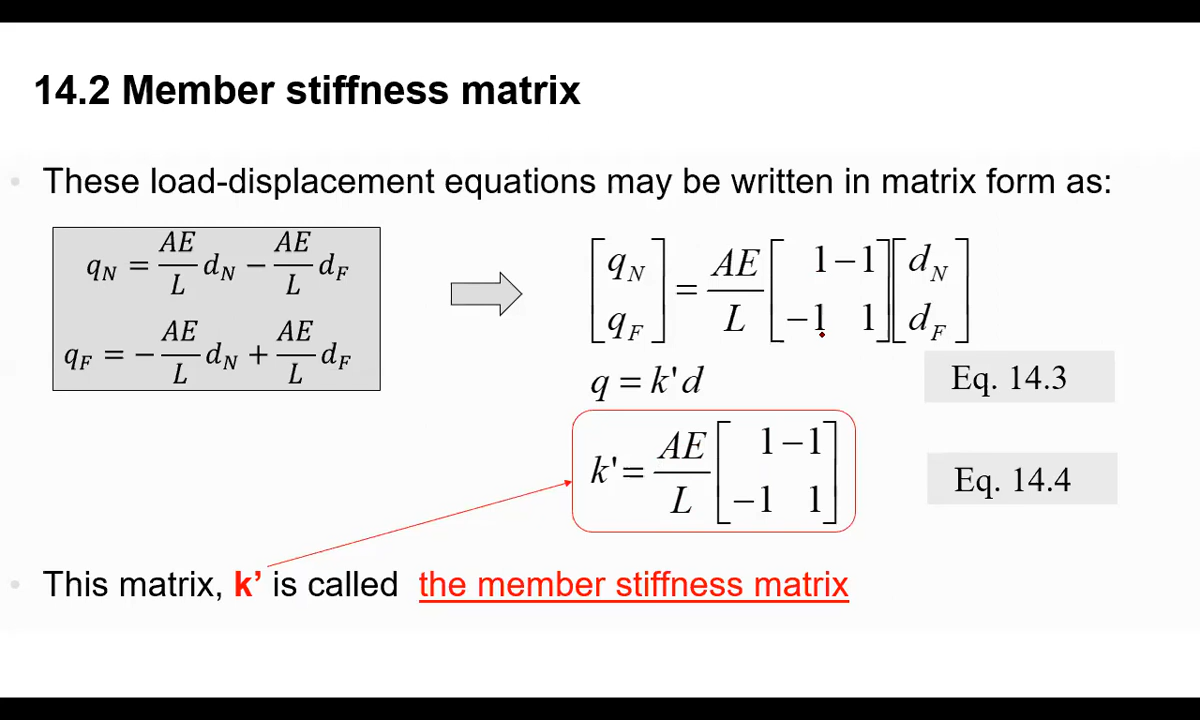 14.2 Member stiffness matrix
• These load-displacement equations may be written in matrix form as:
q_N = AE/L d_N − AE/L d_F
q_F = − AE/L d_N + AE/L d_F
[q_N; q_F] = AE/L [1 −1; −1 1] [d_N; d_F]
q = k'd
Eq. 14.3
k' = AE/L [1 −1; −1 1]
Eq. 14.4
• This matrix, k’ is called the member stiffness matrix